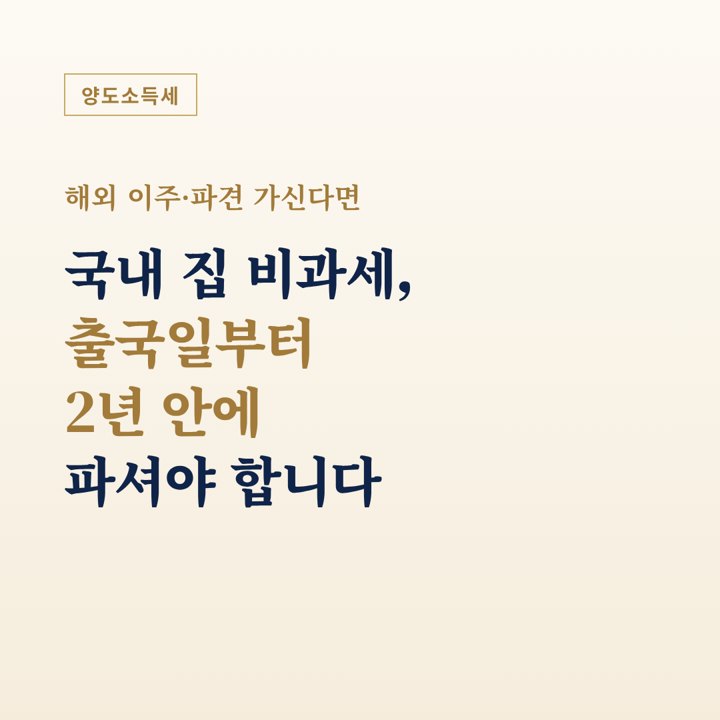 양도소득세
해외 이주·파견 가신다면
국내 집 비과세,
출국일부터
2년 안에
파셔야 합니다